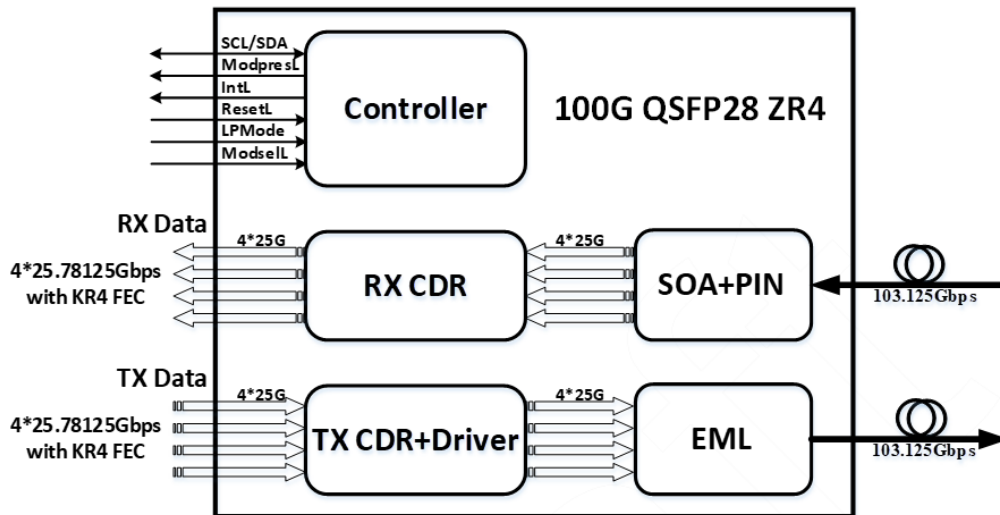 SCL/SDA
ModpresL
IntL
ResetL
LPMode
ModselL
Controller
100G QSFP28 ZR4
RX Data
4*25.78125Gbps
with KR4 FEC
4*25G
RX CDR
4*25G
SOA+PIN
103.125Gbps
TX Data
4*25.78125Gbps
with KR4 FEC
4*25G
TX CDR+Driver
4*25G
EML
103.125Gbps